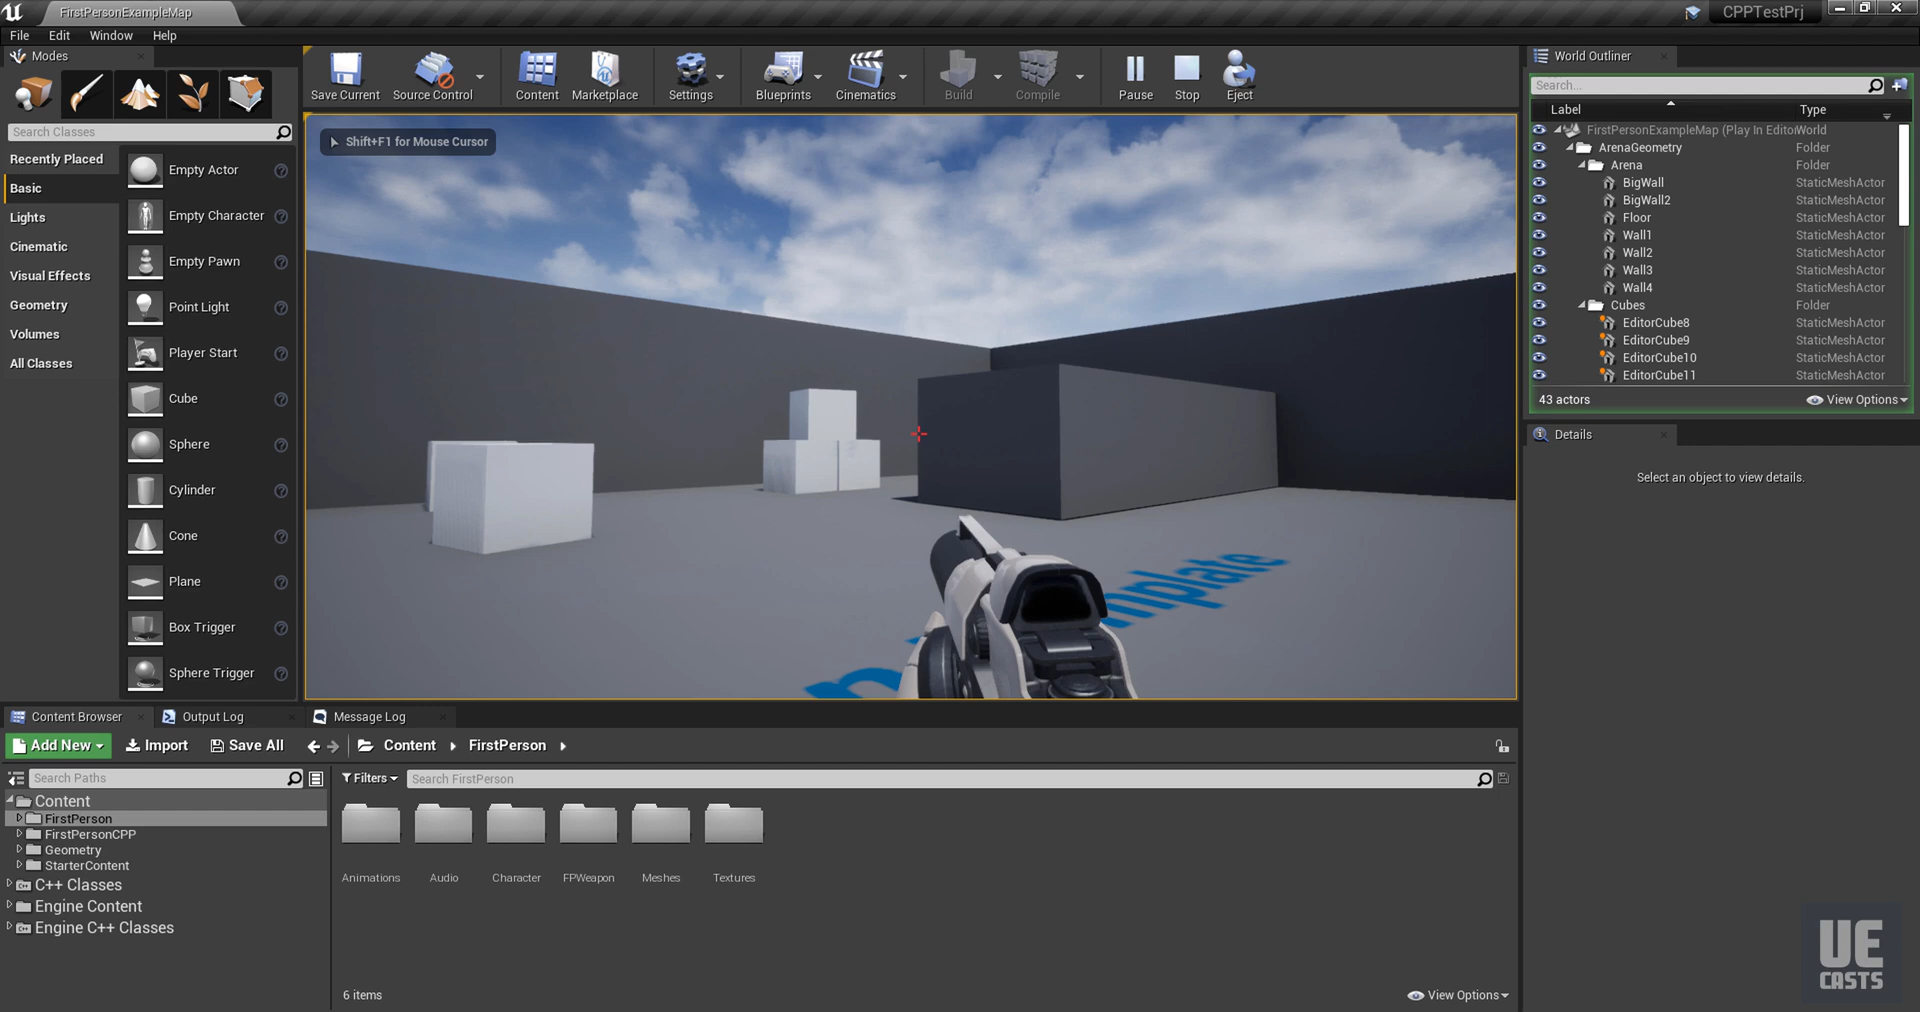 FirstPersonExampleMap
CPPTestPrj
File Edit Window Help
Modes
Save Current
Source Control
Content
Marketplace
Settings
Blueprints
Cinematics
Build
Compile
Pause
Stop
Eject
Search Classes
Recently Placed
Basic
Lights
Cinematic
Visual Effects
Geometry
Volumes
All Classes
Empty Actor
Empty Character
Empty Pawn
Point Light
Player Start
Cube
Sphere
Cylinder
Cone
Plane
Box Trigger
Sphere Trigger
Shift+F1 for Mouse Cursor
mplate
World Outliner
Search...
Label Type
FirstPersonExampleMap (Play In Editor World
ArenaGeometry Folder
Arena Folder
BigWall StaticMeshActor
BigWall2 StaticMeshActor
Floor StaticMeshActor
Wall1 StaticMeshActor
Wall2 StaticMeshActor
Wall3 StaticMeshActor
Wall4 StaticMeshActor
Cubes Folder
EditorCube8 StaticMeshActor
EditorCube9 StaticMeshActor
EditorCube10 StaticMeshActor
EditorCube11 StaticMeshActor
43 actors View Options
Details
Select an object to view details.
Content Browser
Output Log
Message Log
Add New Import Save All Content FirstPerson
Search Paths
Filters Search FirstPerson
Content
FirstPerson
FirstPersonCPP
Geometry
StarterContent
C++ Classes
Engine Content
Engine C++ Classes
Animations Audio Character FPWeapon Meshes Textures
6 items View Options
UE
CASTS